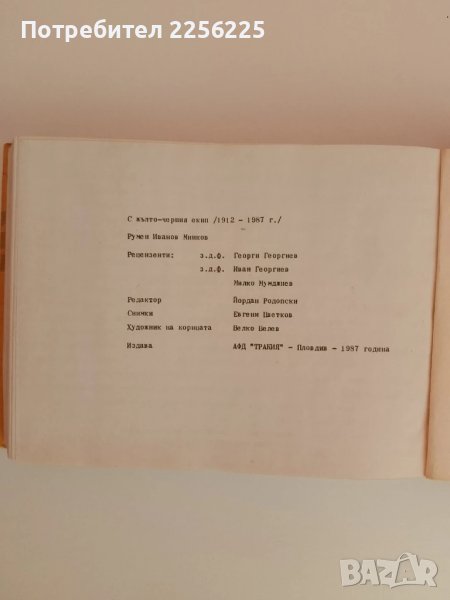 Потребител 2256225
С жълто-черния екип /1912 - 1987 г./
Румен Иванов Минков
Рецензенти: з.д.ф. Георги Георгиев
з.д.ф. Иван Георгиев
Милко Мумджиев
Редактор Йордан Родопски
Снимки Евгени Цветков
Художник на корицата Велко Белев
Издава АФД "ТРАКИЯ" - Пловдив - 1987 година
BAZAR